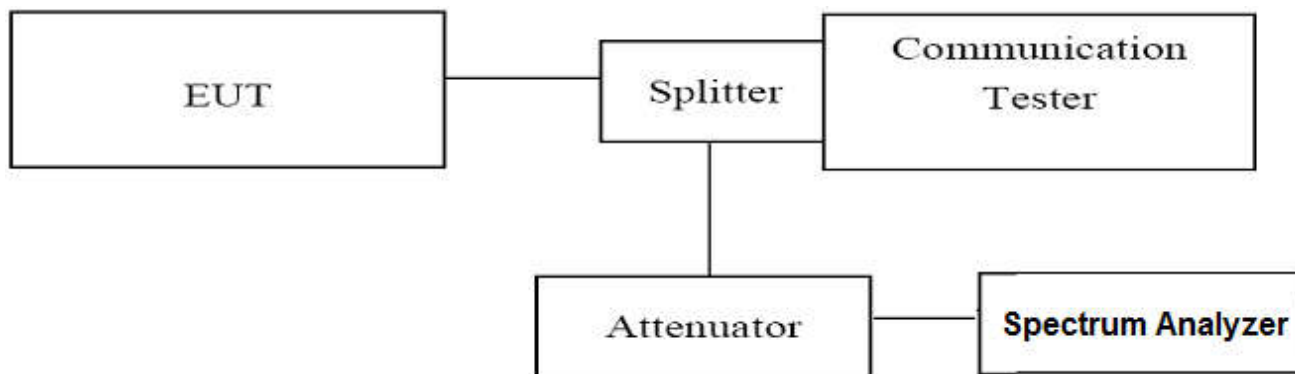 EUT
Splitter
Communication
Tester
Attenuator
Spectrum Analyzer